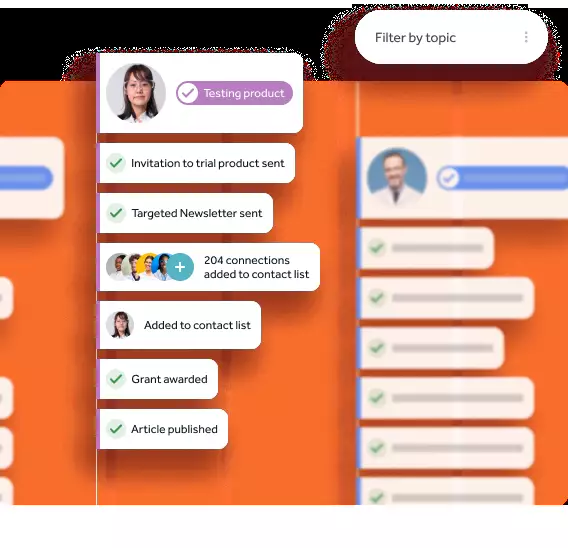 Filter by topic
Testing product
Invitation to trial product sent
Targeted Newsletter sent
204 connections
added to contact list
Added to contact list
Grant awarded
Article published